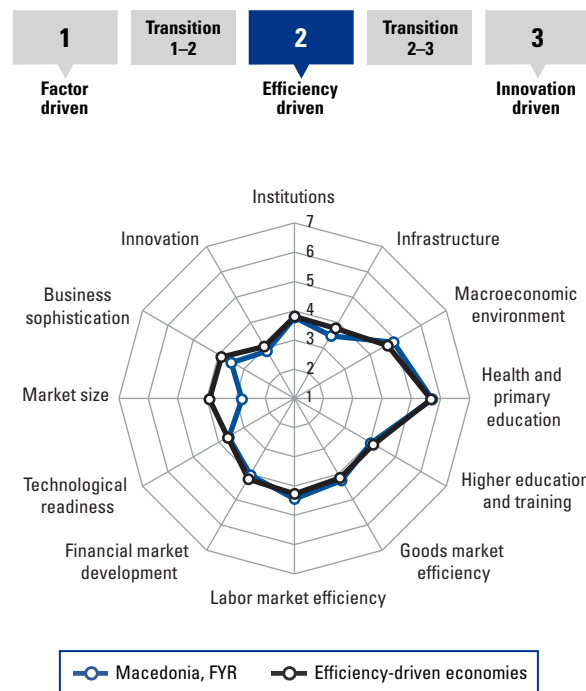 1
Transition
1–2
2
Transition
2–3
3
Factor
driven
Efficiency
driven
Innovation
driven
Institutions
7
Innovation
6
Infrastructure
5
Business
sophistication
4
Macroeconomic
environment
3
2
Market size
1
Health and
primary
education
Technological
readiness
Higher education
and training
Financial market
development
Goods market
efficiency
Labor market efficiency
Macedonia, FYR
Efficiency-driven economies